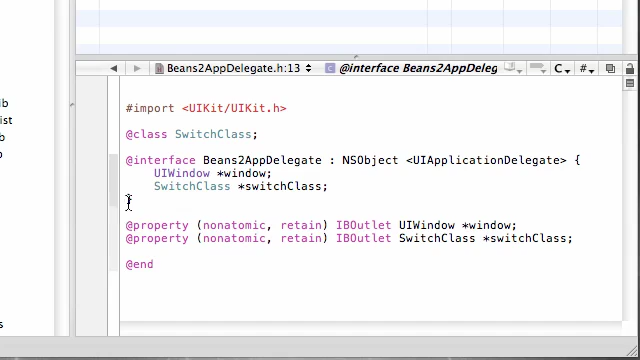 Beans2AppDelegate.h:13 @interface Beans2AppDeleg C #
#import <UIKit/UIKit.h>
@class SwitchClass;
@interface Beans2AppDelegate : NSObject <UIApplicationDelegate> {
UIWindow *window;
SwitchClass *switchClass;
}
@property (nonatomic, retain) IBOutlet UIWindow *window;
@property (nonatomic, retain) IBOutlet SwitchClass *switchClass;
@end